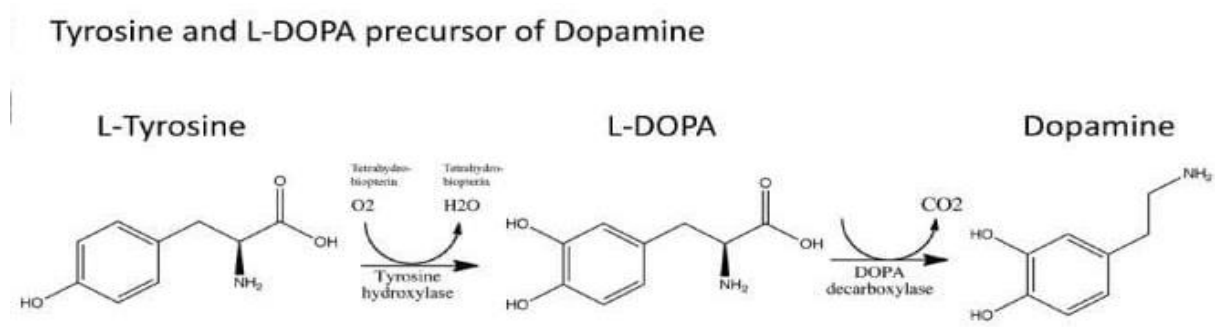 Tyrosine and L-DOPA precursor of Dopamine
L-Tyrosine
L-DOPA
Dopamine
Tetrahydro-
biopterin
O2
Tetrahydro-
biopterin
H2O
Tyrosine
hydroxylase
CO2
DOPA
decarboxylase
O
OH
NH2
HO
O
OH
NH2
HO
HO
NH2
HO
HO